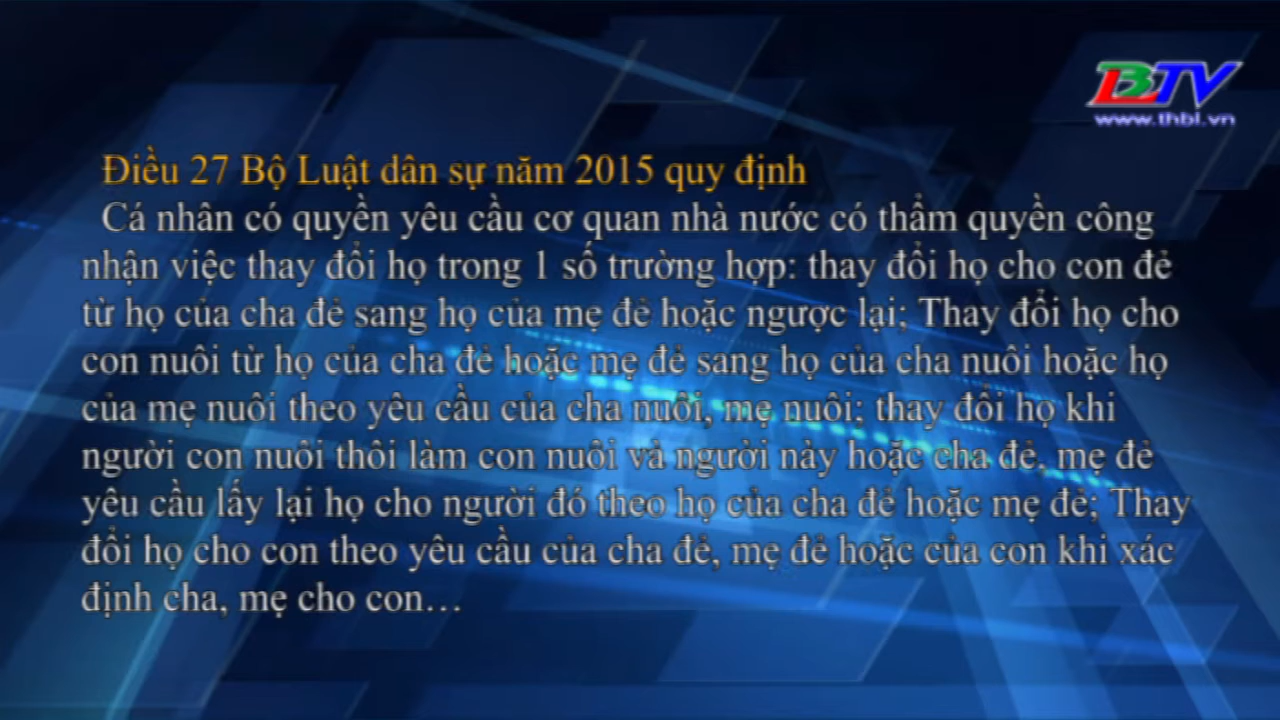 BTV
www.thbl.vn
Điều 27 Bộ Luật dân sự năm 2015 quy định
Cá nhân có quyền yêu cầu cơ quan nhà nước có thẩm quyền công
nhận việc thay đổi họ trong 1 số trường hợp: thay đổi họ cho con đẻ
từ họ của cha đẻ sang họ của mẹ đẻ hoặc ngược lại; Thay đổi họ cho
con nuôi từ họ của cha đẻ hoặc mẹ đẻ sang họ của cha nuôi hoặc họ
của mẹ nuôi theo yêu cầu của cha nuôi, mẹ nuôi; thay đổi họ khi
người con nuôi thôi làm con nuôi và người này hoặc cha đẻ, mẹ đẻ
yêu cầu lấy lại họ cho người đó theo họ của cha đẻ hoặc mẹ đẻ; Thay
đổi họ cho con theo yêu cầu của cha đẻ, mẹ đẻ hoặc của con khi xác
định cha, mẹ cho con…